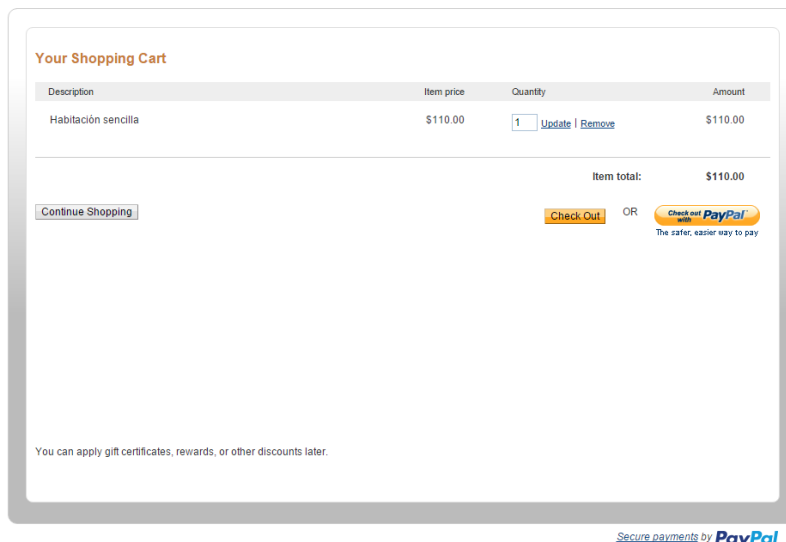 Your Shopping Cart
Description Item price Quantity Amount
Habitación sencilla $110.00 1 Update | Remove $110.00
Item total: $110.00
Continue Shopping Check Out OR Check out with PayPal
The safer, easier way to pay
You can apply gift certificates, rewards, or other discounts later.
Secure payments by PayPal